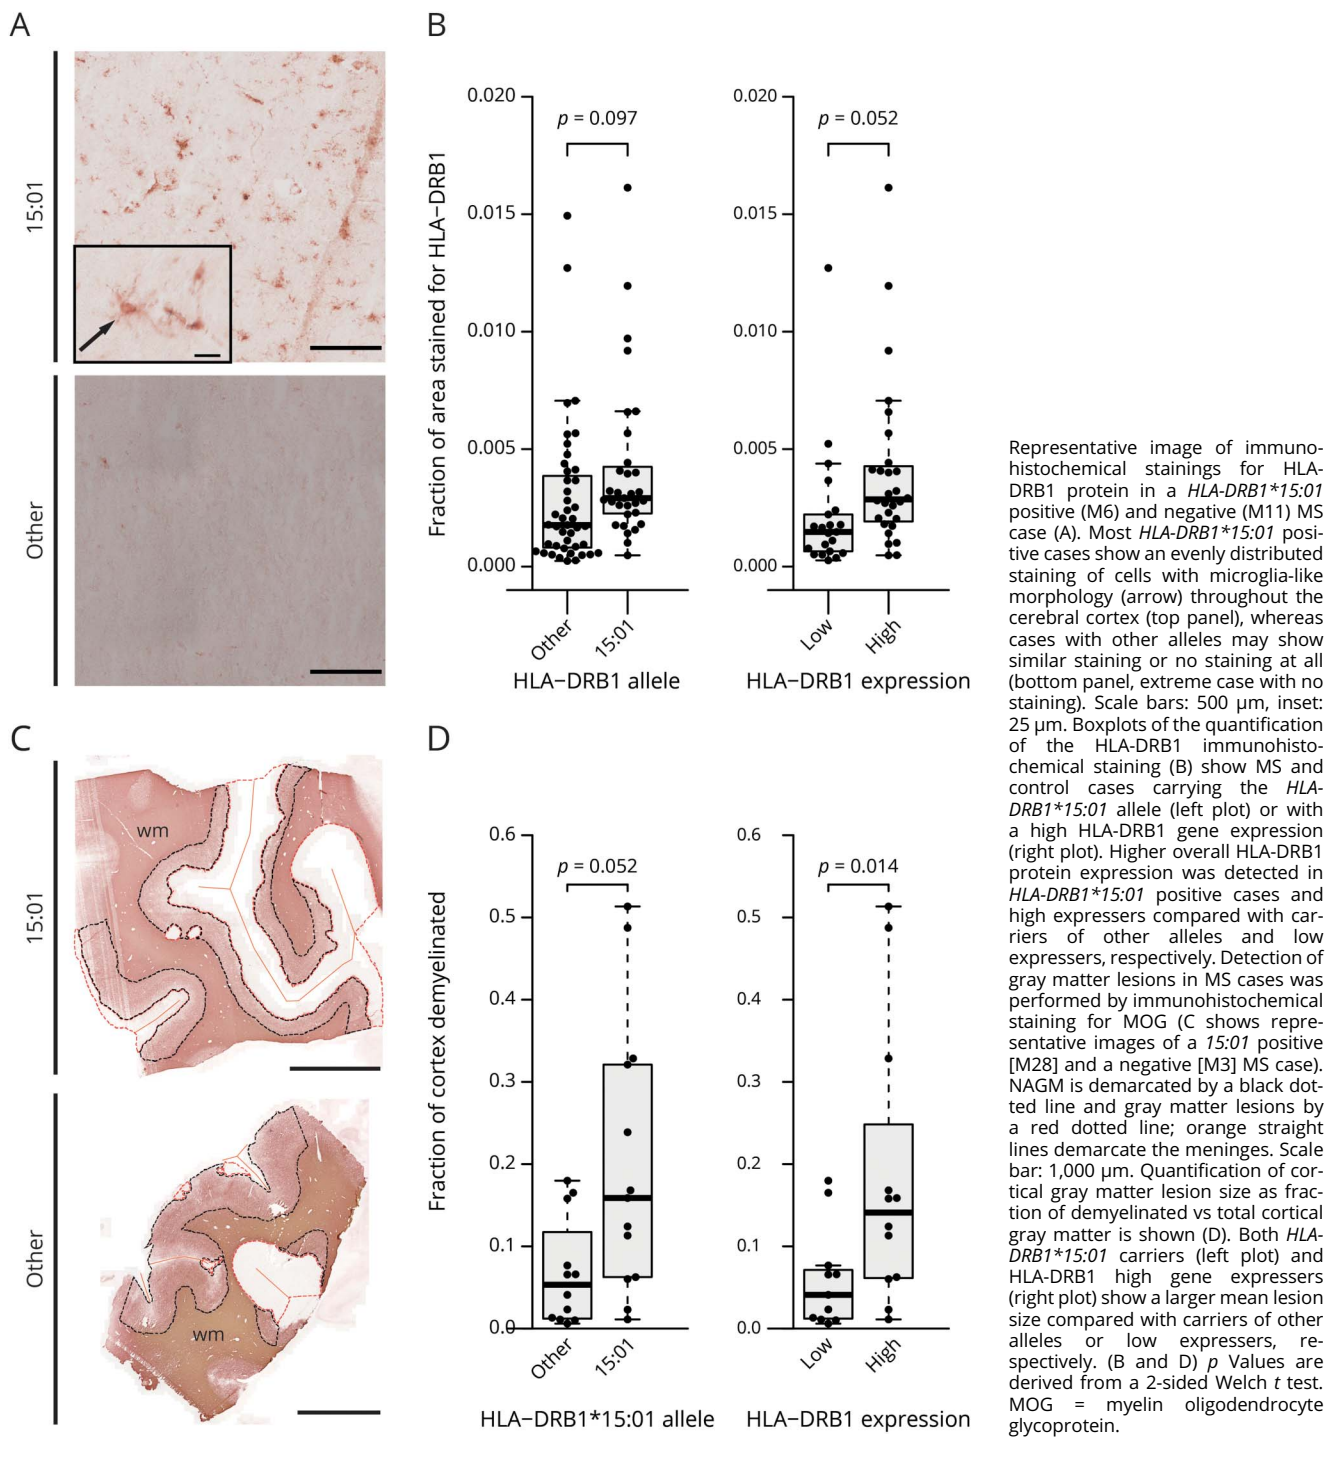 A
15:01
Other
B
Fraction of area stained for HLA−DRB1
0.020
0.015
0.010
0.005
0.000
p = 0.097
Other
15:01
HLA−DRB1 allele
0.020
0.015
0.010
0.005
0.000
p = 0.052
Low
High
HLA−DRB1 expression
C
15:01
wm
Other
wm
D
Fraction of cortex demyelinated
0.6
0.5
0.4
0.3
0.2
0.1
0.0
p = 0.052
Other
15:01
HLA−DRB1*15:01 allele
0.6
0.5
0.4
0.3
0.2
0.1
0.0
p = 0.014
Low
High
HLA−DRB1 expression
Representative image of immuno-
histochemical stainings for HLA-
DRB1 protein in a HLA-DRB1*15:01
positive (M6) and negative (M11) MS
case (A). Most HLA-DRB1*15:01 posi-
tive cases show an evenly distributed
staining of cells with microglia-like
morphology (arrow) throughout the
cerebral cortex (top panel), whereas
cases with other alleles may show
similar staining or no staining at all
(bottom panel, extreme case with no
staining). Scale bars: 500 μm, inset:
25 μm. Boxplots of the quantification
of the HLA-DRB1 immunohisto-
chemical staining (B) show MS and
control cases carrying the HLA-
DRB1*15:01 allele (left plot) or with
a high HLA-DRB1 gene expression
(right plot). Higher overall HLA-DRB1
protein expression was detected in
HLA-DRB1*15:01 positive cases and
high expressers compared with car-
riers of other alleles and low
expressers, respectively. Detection of
gray matter lesions in MS cases was
performed by immunohistochemical
staining for MOG (C shows repre-
sentative images of a 15:01 positive
[M28] and a negative [M3] MS case).
NAGM is demarcated by a black dot-
ted line and gray matter lesions by
a red dotted line; orange straight
lines demarcate the meninges. Scale
bar: 1,000 μm. Quantification of cor-
tical gray matter lesion size as frac-
tion of demyelinated vs total cortical
gray matter is shown (D). Both HLA-
DRB1*15:01 carriers (left plot) and
HLA-DRB1 high gene expressers
(right plot) show a larger mean lesion
size compared with carriers of other
alleles or low expressers, re-
spectively. (B and D) p Values are
derived from a 2-sided Welch t test.
MOG = myelin oligodendrocyte
glycoprotein.